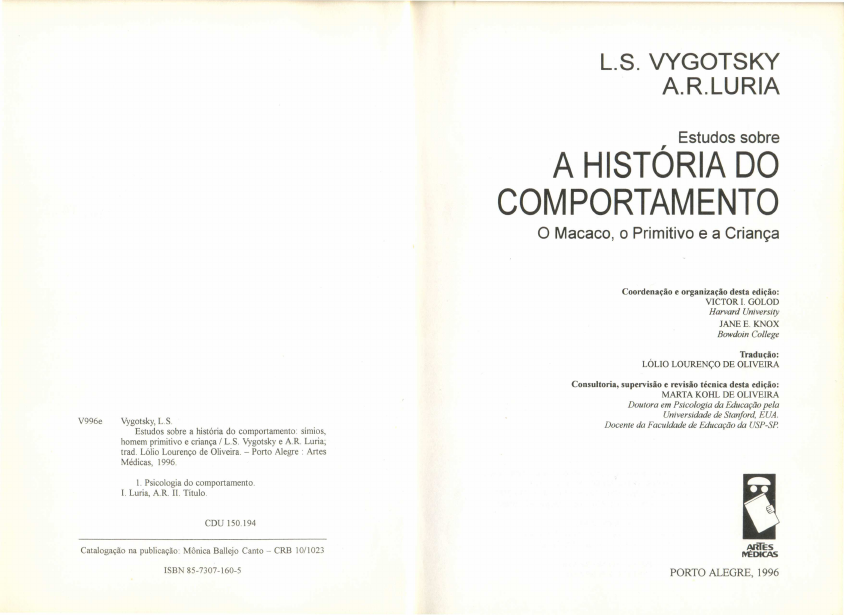 V996e Vygotsky, L.S.
Estudos sobre a história do comportamento: símios,
homem primitivo e criança / L.S. Vygotsky e A.R. Luria;
trad. Lólio Lourenço de Oliveira. – Porto Alegre : Artes
Médicas, 1996.
1. Psicologia do comportamento.
I. Luria, A.R. II. Título.
CDU 150.194
Catalogação na publicação: Mônica Ballejo Canto – CRB 10/1023
ISBN 85-7307-160-5
L.S. VYGOTSKY
A.R.LURIA
Estudos sobre
A HISTÓRIA DO
COMPORTAMENTO
O Macaco, o Primitivo e a Criança
Coordenação e organização desta edição:
VICTOR I. GOLOD
Harvard University
JANE E. KNOX
Bowdoin College
Tradução:
LÓLIO LOURENÇO DE OLIVEIRA
Consultoria, supervisão e revisão técnica desta edição:
MARTA KOHL DE OLIVEIRA
Doutora em Psicologia da Educação pela
Universidade de Stanford, EUA.
Docente da Faculdade de Educação da USP-SP.
ARTES
MÉDICAS
PORTO ALEGRE, 1996